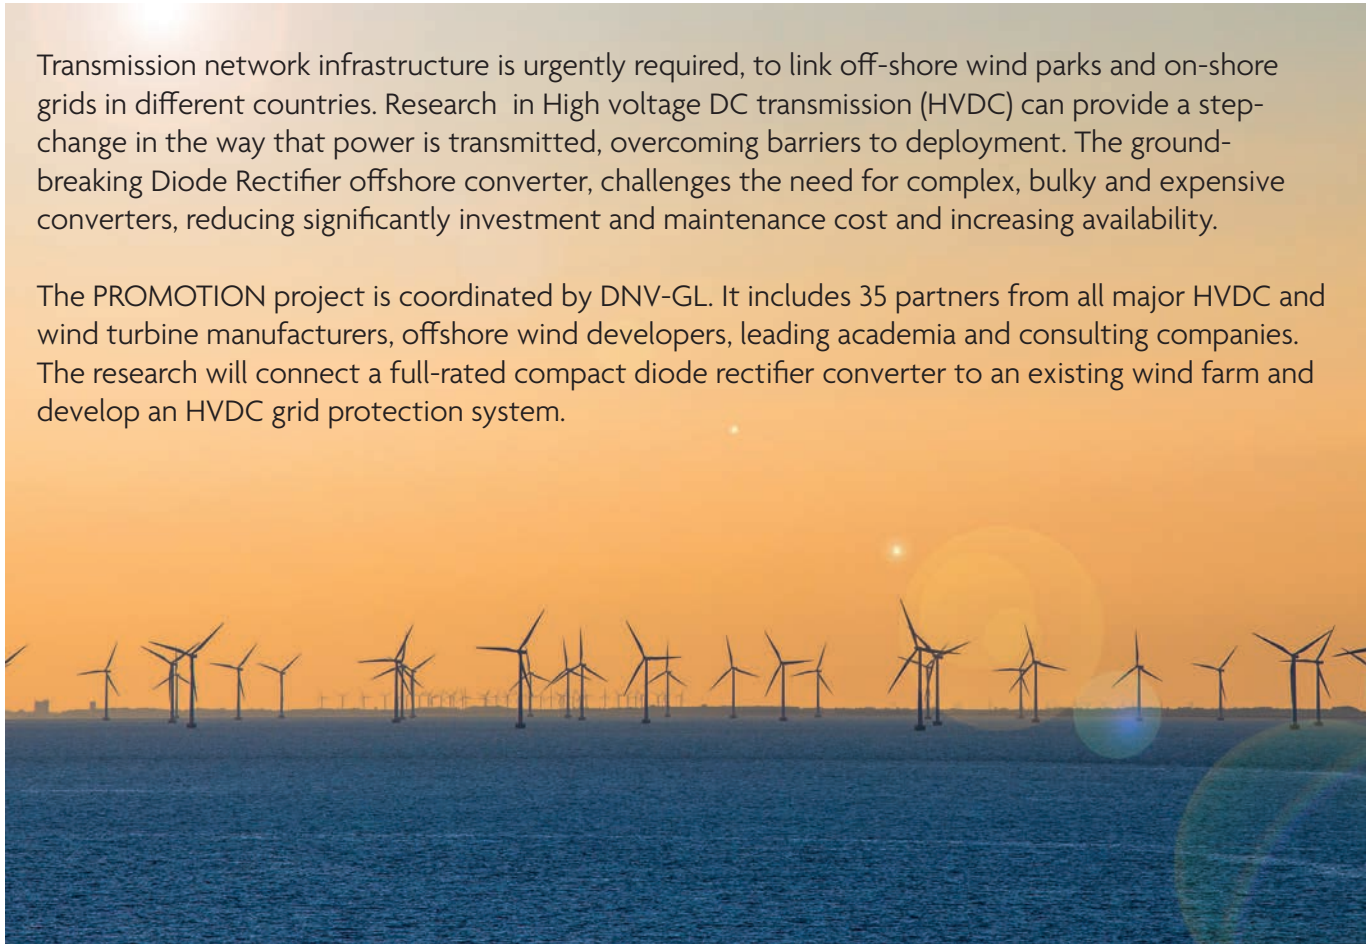 Transmission network infrastructure is urgently required, to link off-shore wind parks and on-shore
grids in different countries. Research  in High voltage DC transmission (HVDC) can provide a step-
change in the way that power is transmitted, overcoming barriers to deployment. The ground-
breaking Diode Rectifier offshore converter, challenges the need for complex, bulky and expensive
converters, reducing significantly investment and maintenance cost and increasing availability.
The PROMOTION project is coordinated by DNV-GL. It includes 35 partners from all major HVDC and
wind turbine manufacturers, offshore wind developers, leading academia and consulting companies.
The research will connect a full-rated compact diode rectifier converter to an existing wind farm and
develop an HVDC grid protection system.